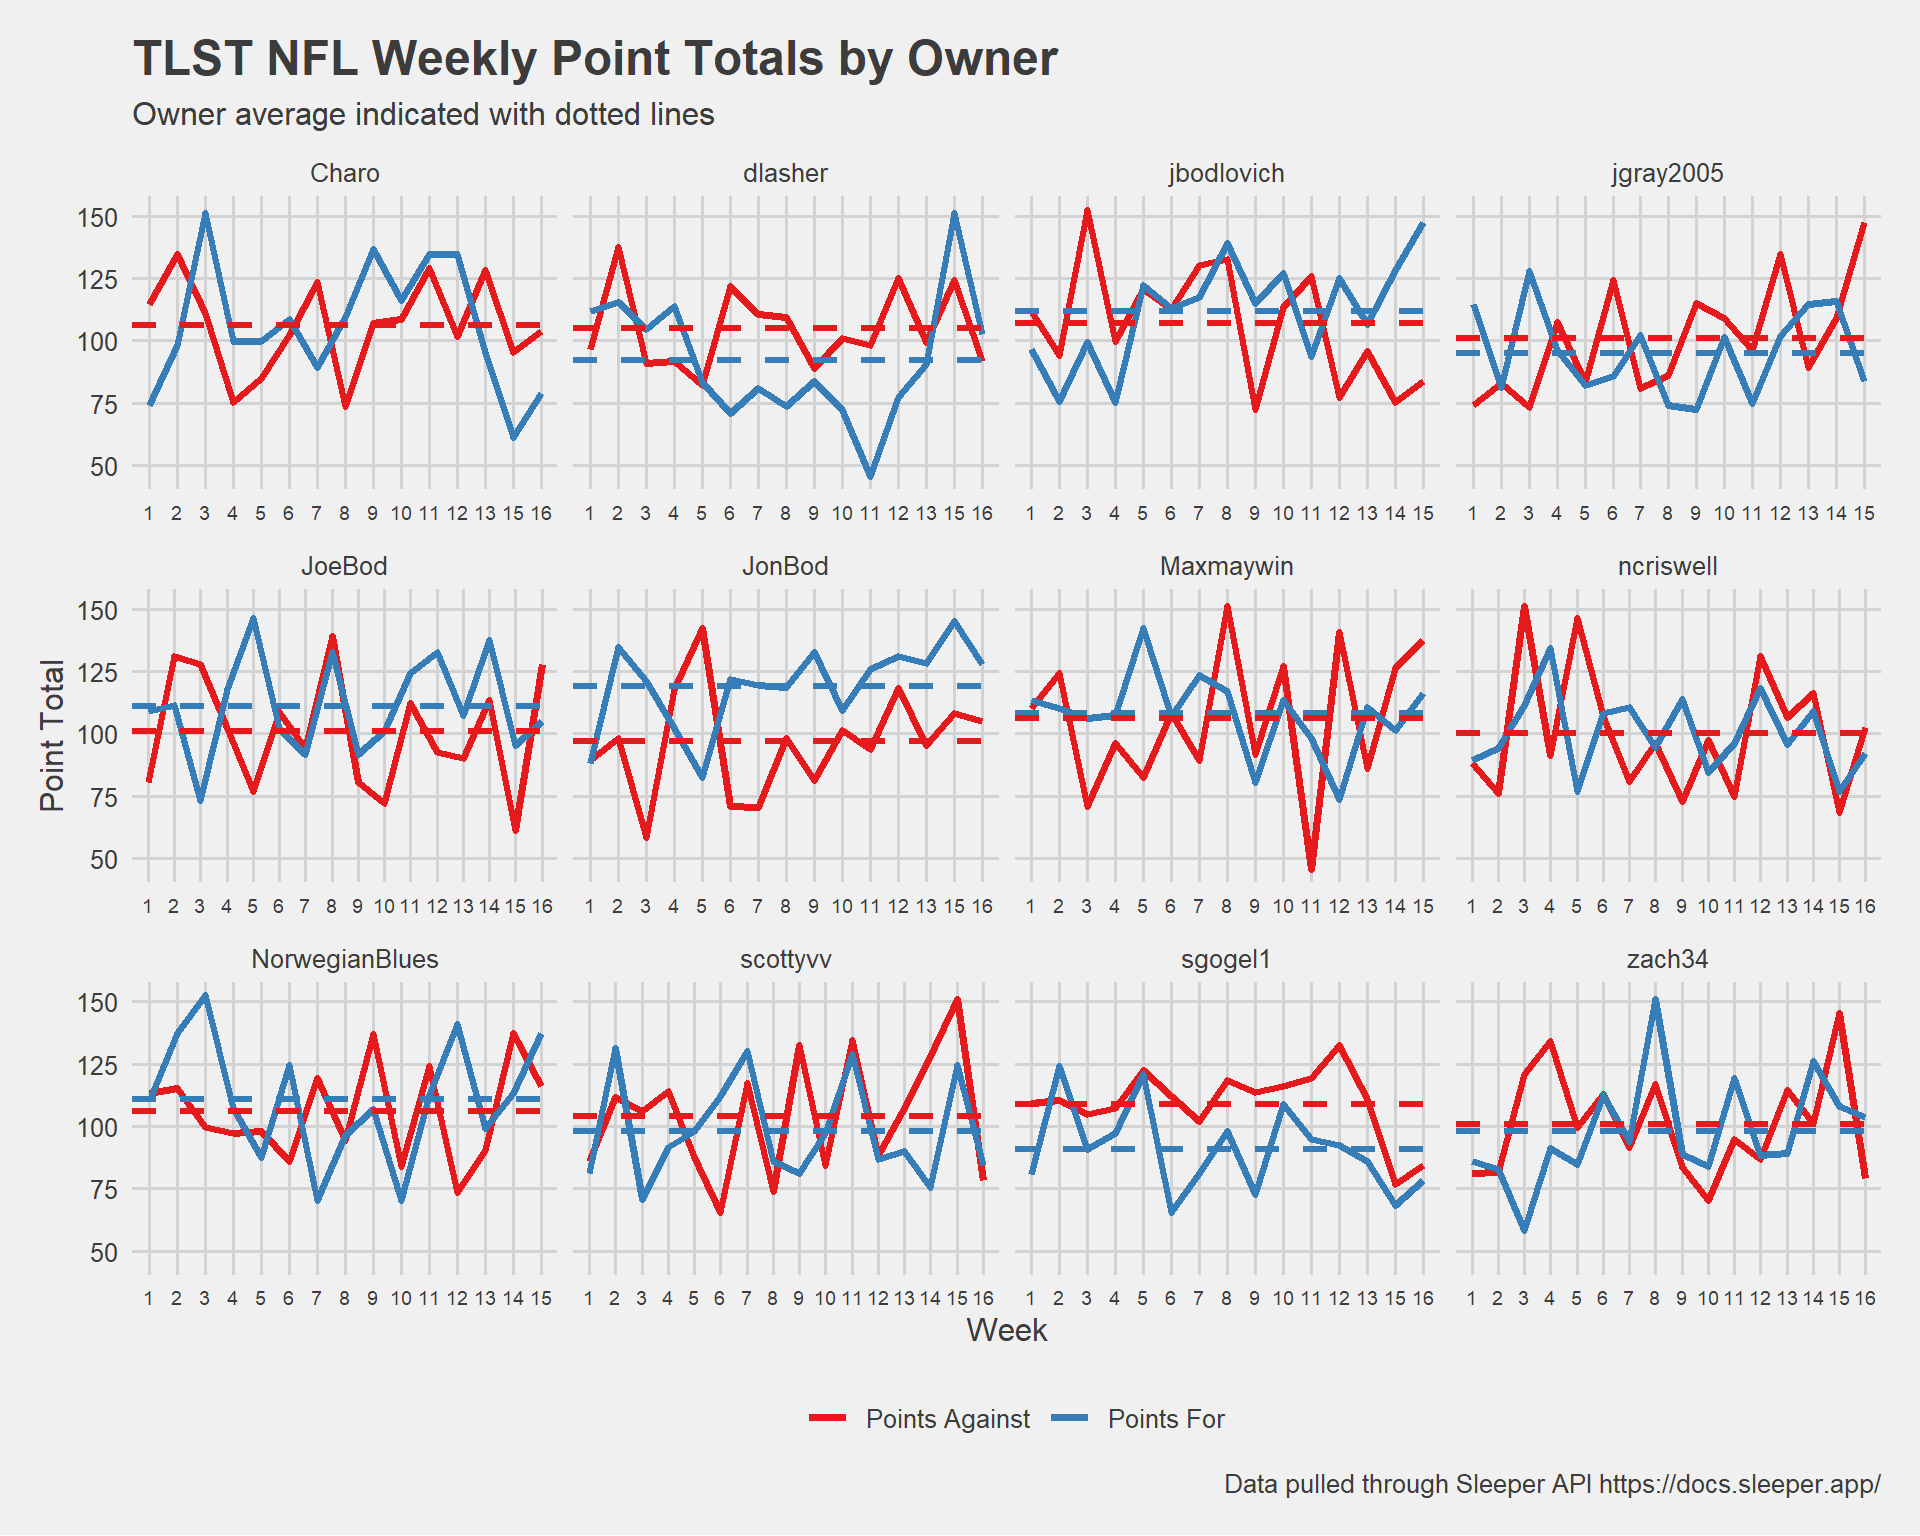 TLST NFL Weekly Point Totals by Owner
Owner average indicated with dotted lines
Charo dlasher jbodlovich jgray2005
150
125
100
75
50
1 2 3 4 5 6 7 8 9 10 11 12 13 15 16 1 2 3 4 5 6 7 8 9 10 11 12 13 15 16 1 2 3 4 5 6 7 8 9 10 11 12 13 14 15 1 2 3 4 5 6 7 8 9 10 11 12 13 14 15
JoeBod JonBod Maxmaywin ncriswell
150
125
100
75
50
1 2 3 4 5 6 7 8 9 10 11 12 13 14 15 16 1 2 3 4 5 6 7 8 9 10 11 12 13 15 16 1 2 3 4 5 6 7 8 9 10 11 12 13 14 15 1 2 3 4 5 6 7 8 9 10 11 12 13 14 15 16
Point Total
NorwegianBlues scottyvv sgogel1 zach34
150
125
100
75
50
1 2 3 4 5 6 7 8 9 10 11 12 13 14 15 1 2 3 4 5 6 7 8 9 10 11 12 13 14 15 16 1 2 3 4 5 6 7 8 9 10 11 12 13 15 16 1 2 3 4 5 6 7 8 9 10 11 12 13 14 15 16
Week
Points Against Points For
Data pulled through Sleeper API https://docs.sleeper.app/